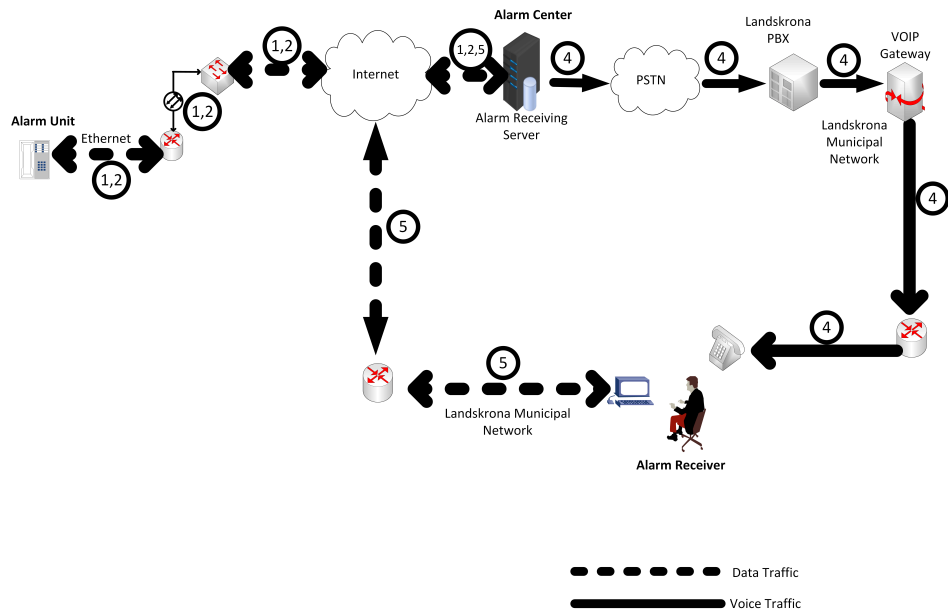 Alarm Center
Landskrona
PBX
VOIP
Gateway
1,2
1,2,5
4
4
4
Internet
PSTN
1,2
Alarm Receiving
Server
Landskrona
Municipal
Network
Alarm Unit
Ethernet
1,2
4
5
4
5
Landskrona Municipal
Network
Alarm Receiver
Data Traffic
Voice Traffic